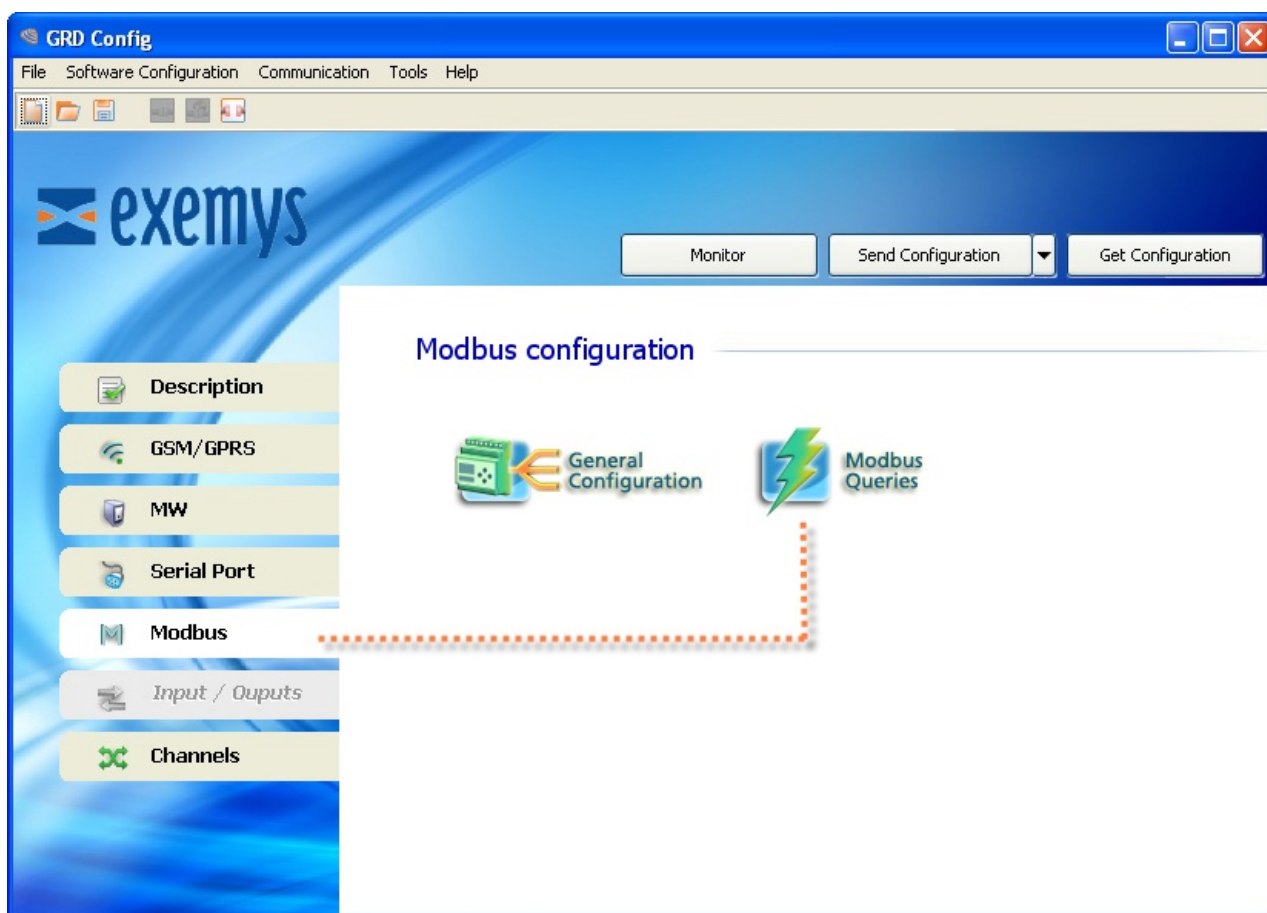 GRD Config
File Software Configuration Communication Tools Help
exemys
Monitor Send Configuration Get Configuration
Modbus configuration
Description
GSM/GPRS
General
Configuration
Modbus
Queries
MW
Serial Port
Modbus
Input / Ouputs
Channels